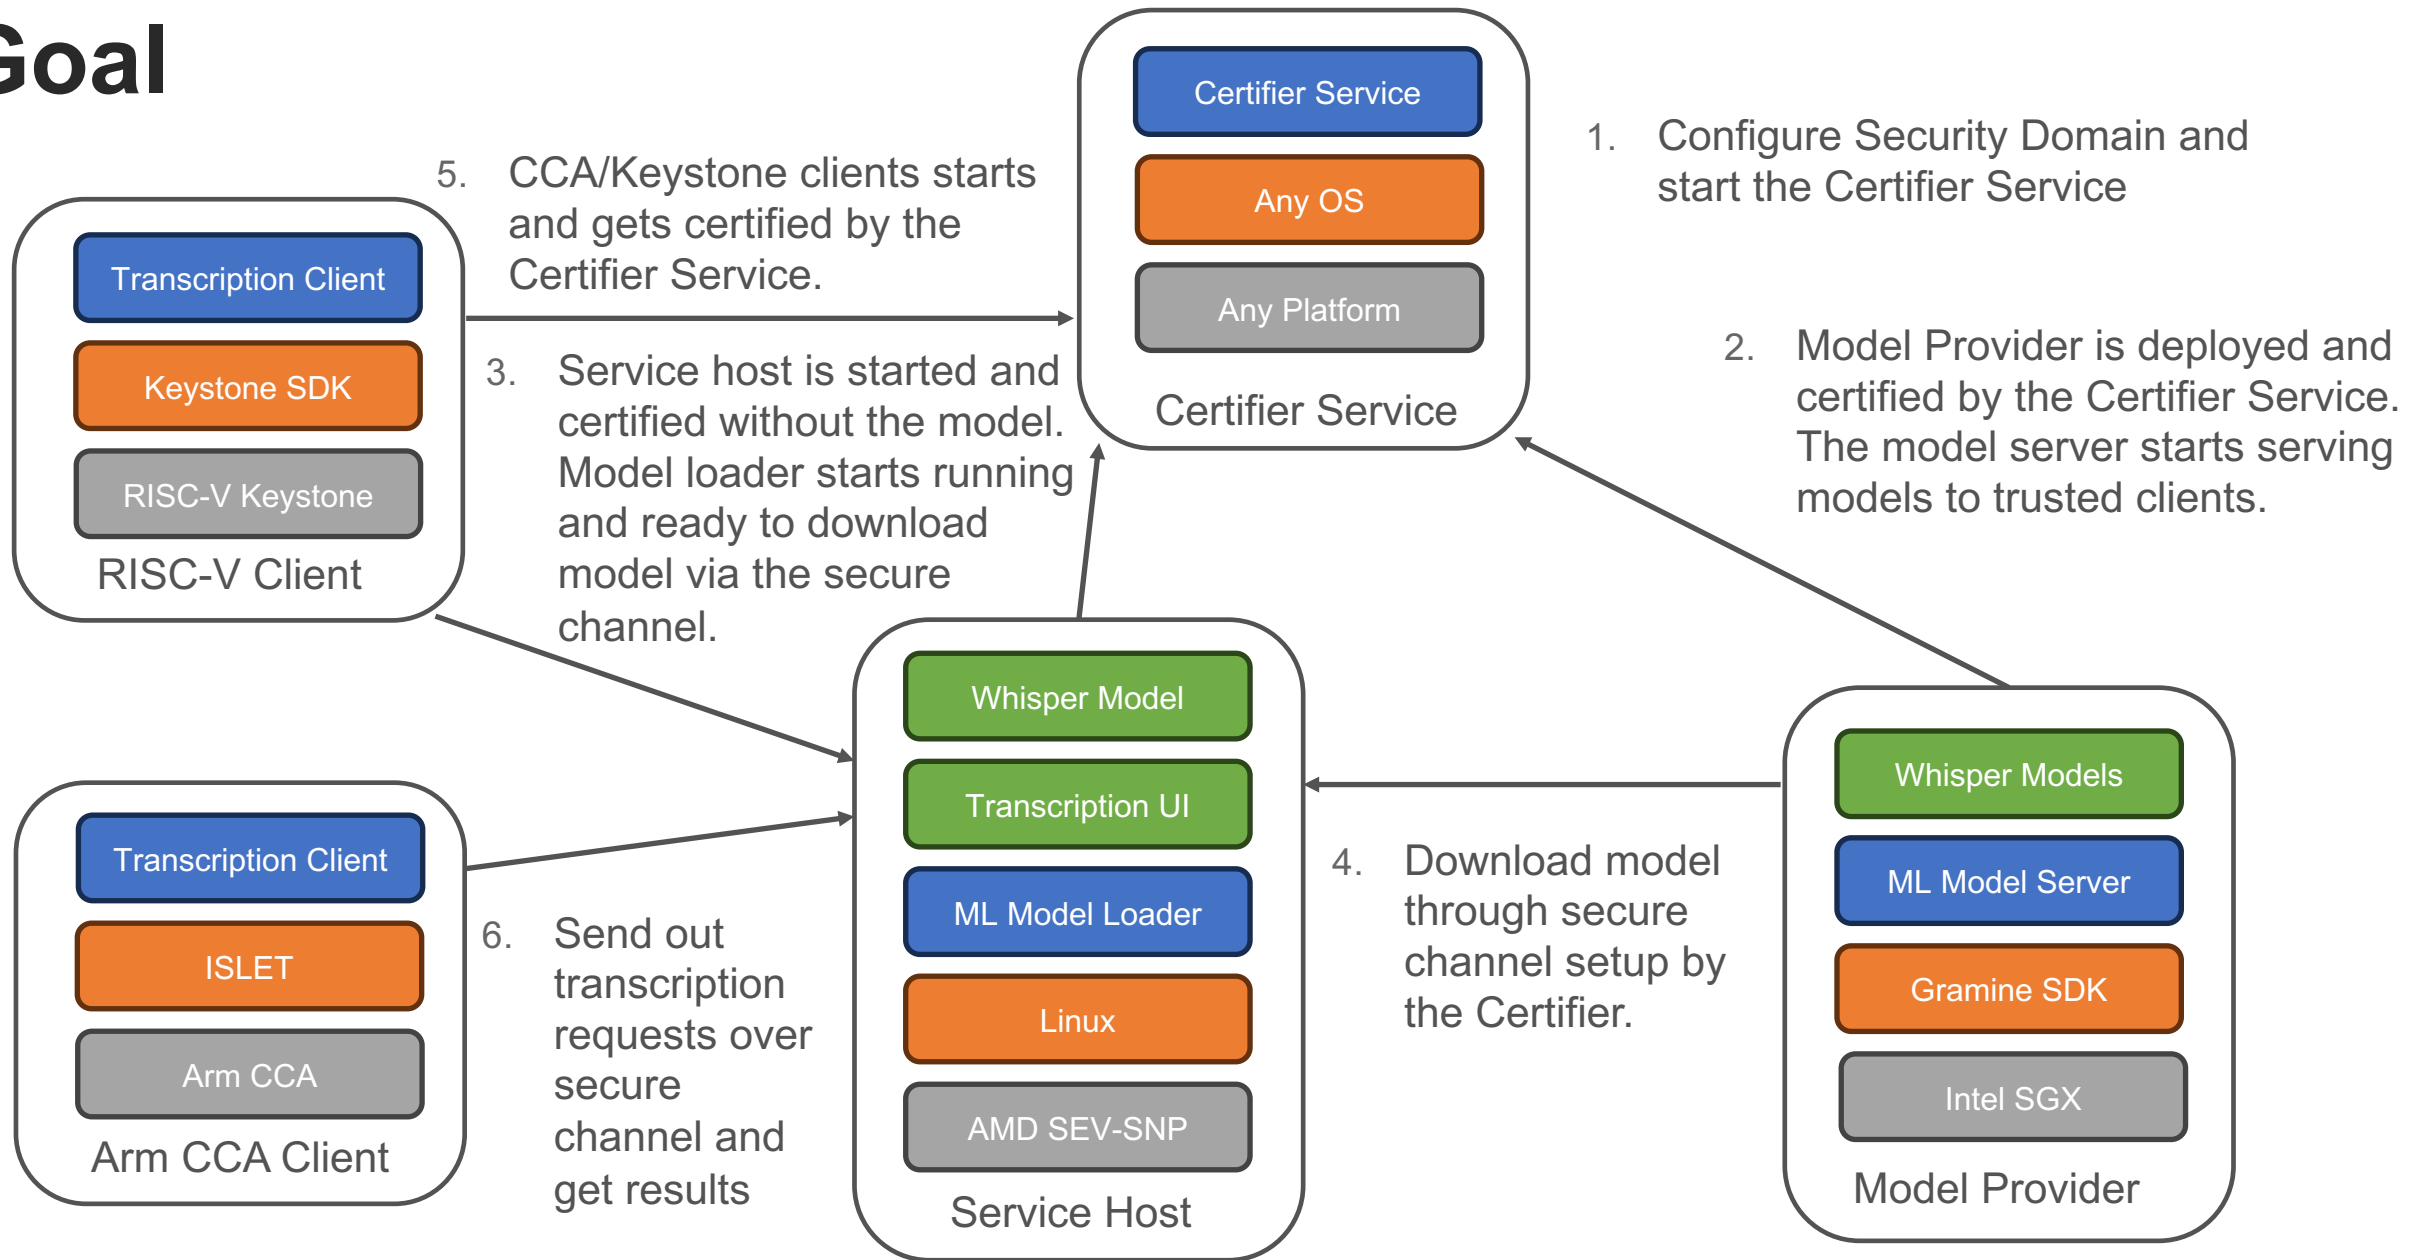 Goal
Certifier Service
Any OS
Any Platform
Certifier Service
1. Configure Security Domain and
start the Certifier Service
2. Model Provider is deployed and
certified by the Certifier Service.
The model server starts serving
models to trusted clients.
5. CCA/Keystone clients starts
and gets certified by the
Certifier Service.
Transcription Client
Keystone SDK
RISC-V Keystone
RISC-V Client
3. Service host is started and
certified without the model.
Model loader starts running
and ready to download
model via the secure
channel.
Transcription Client
ISLET
Arm CCA
Arm CCA Client
6. Send out
transcription
requests over
secure
channel and
get results
Whisper Model
Transcription UI
ML Model Loader
Linux
AMD SEV-SNP
Service Host
4. Download model
through secure
channel setup by
the Certifier.
Whisper Models
ML Model Server
Gramine SDK
Intel SGX
Model Provider